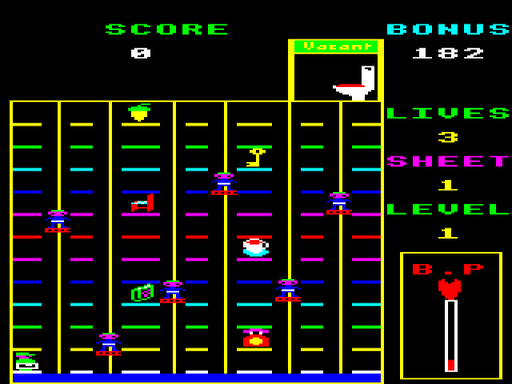 SCORE
0
Vacant
BONUS
182
LIVES
3
SHEET
1
LEVEL
1
B.P